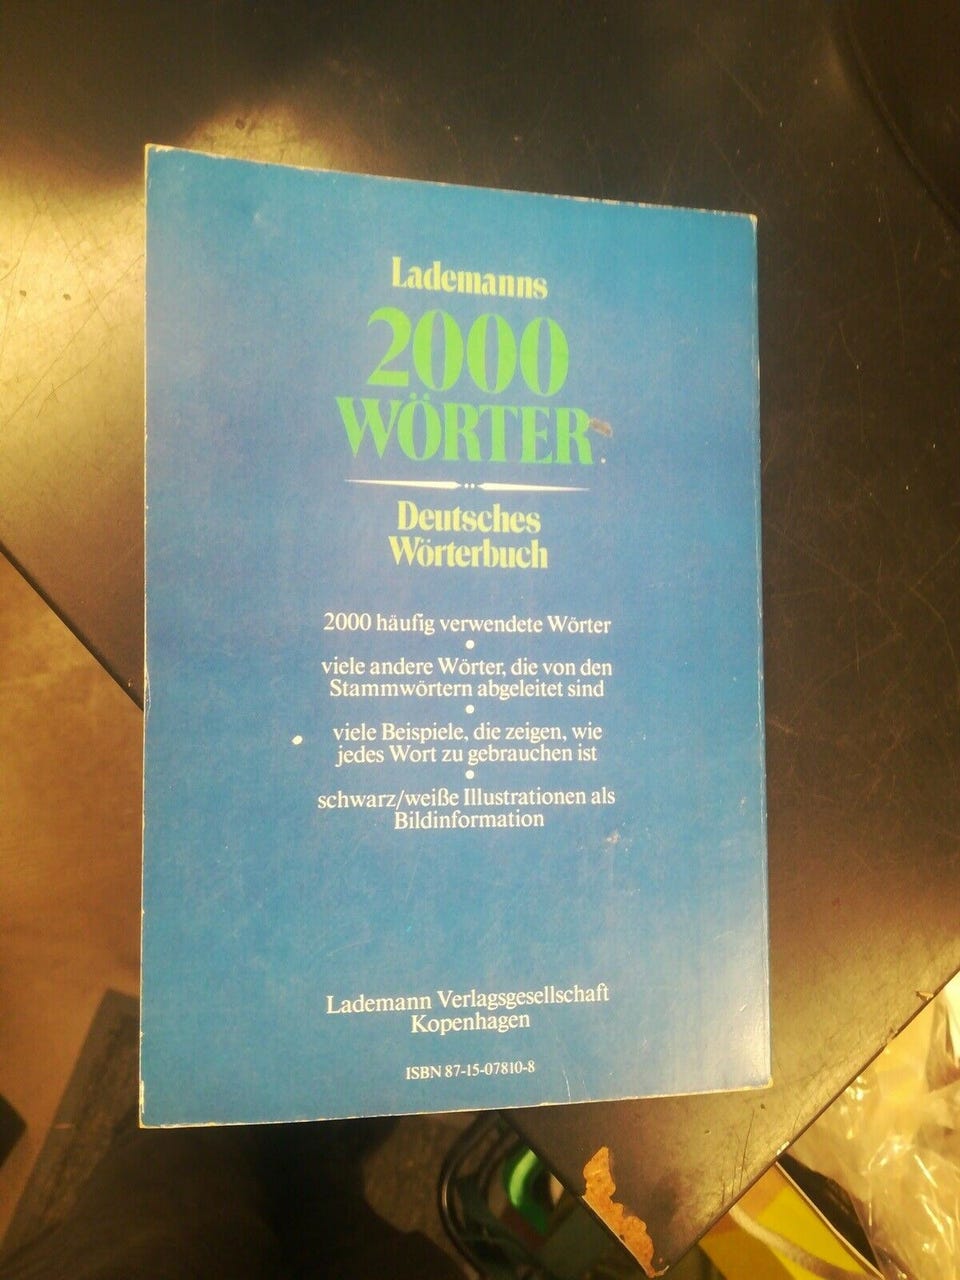 Lademanns
2000
WÖRTER
Deutsches
Wörterbuch
2000 häufig verwendete Wörter
•
viele andere Wörter, die von den
Stammwörtern abgeleitet sind
•
viele Beispiele, die zeigen, wie
jedes Wort zu gebrauchen ist
•
schwarz/weiße Illustrationen als
Bildinformation
Lademann Verlagsgesellschaft
Kopenhagen
ISBN 87-15-07810-8